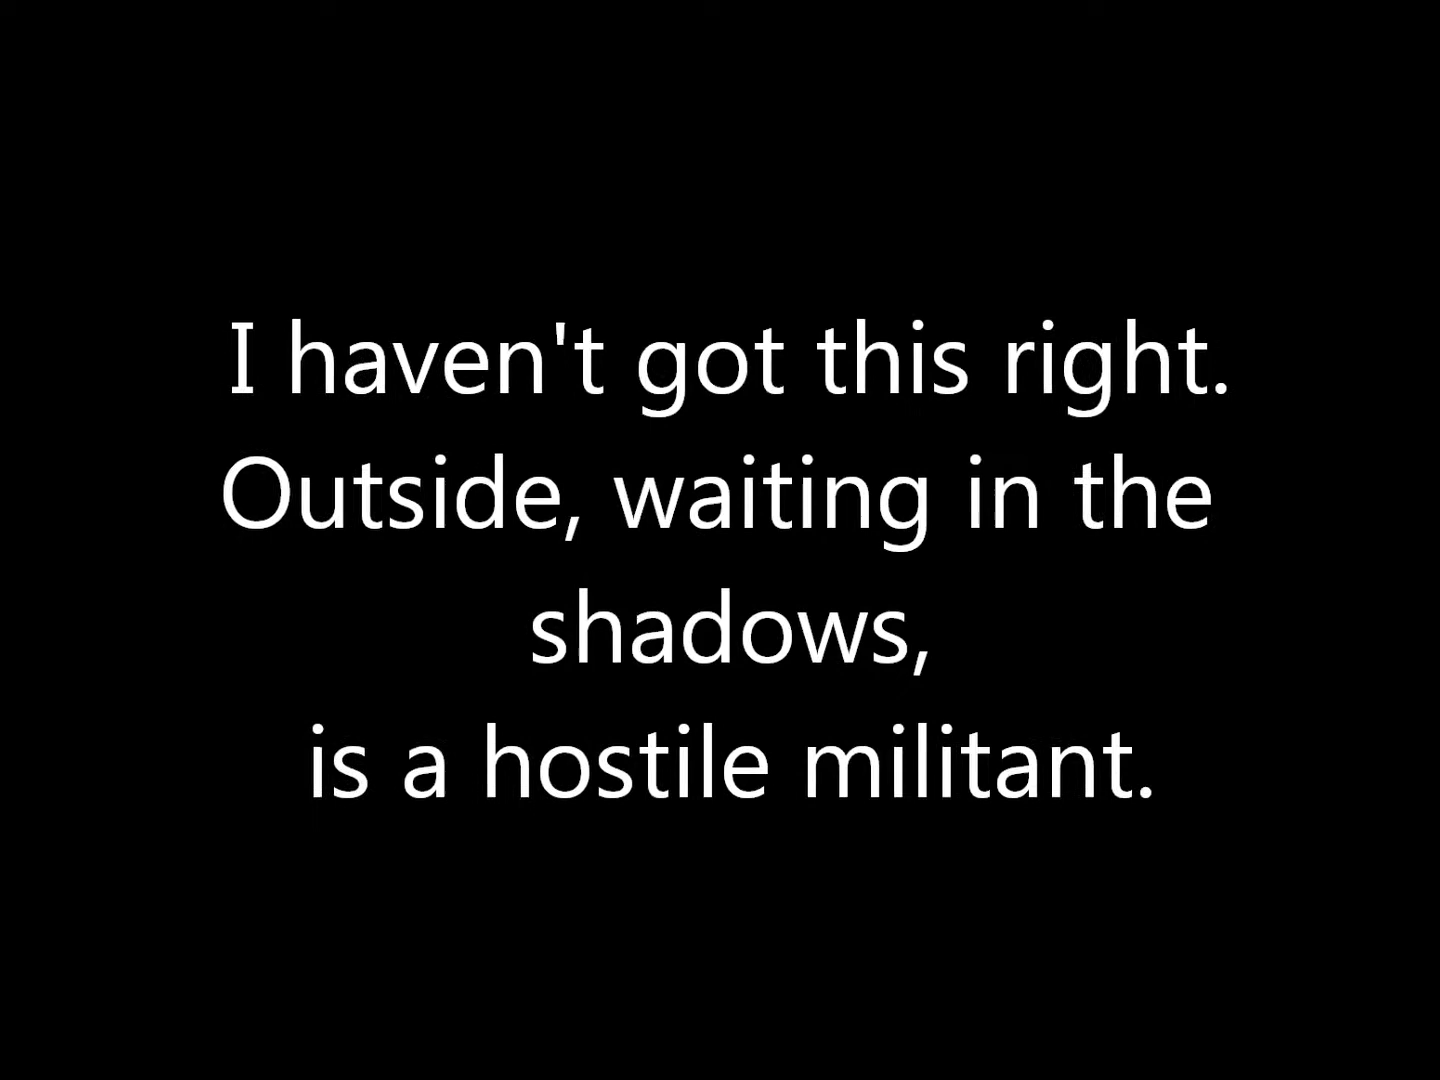 I haven't got this right.
Outside, waiting in the
shadows,
is a hostile militant.